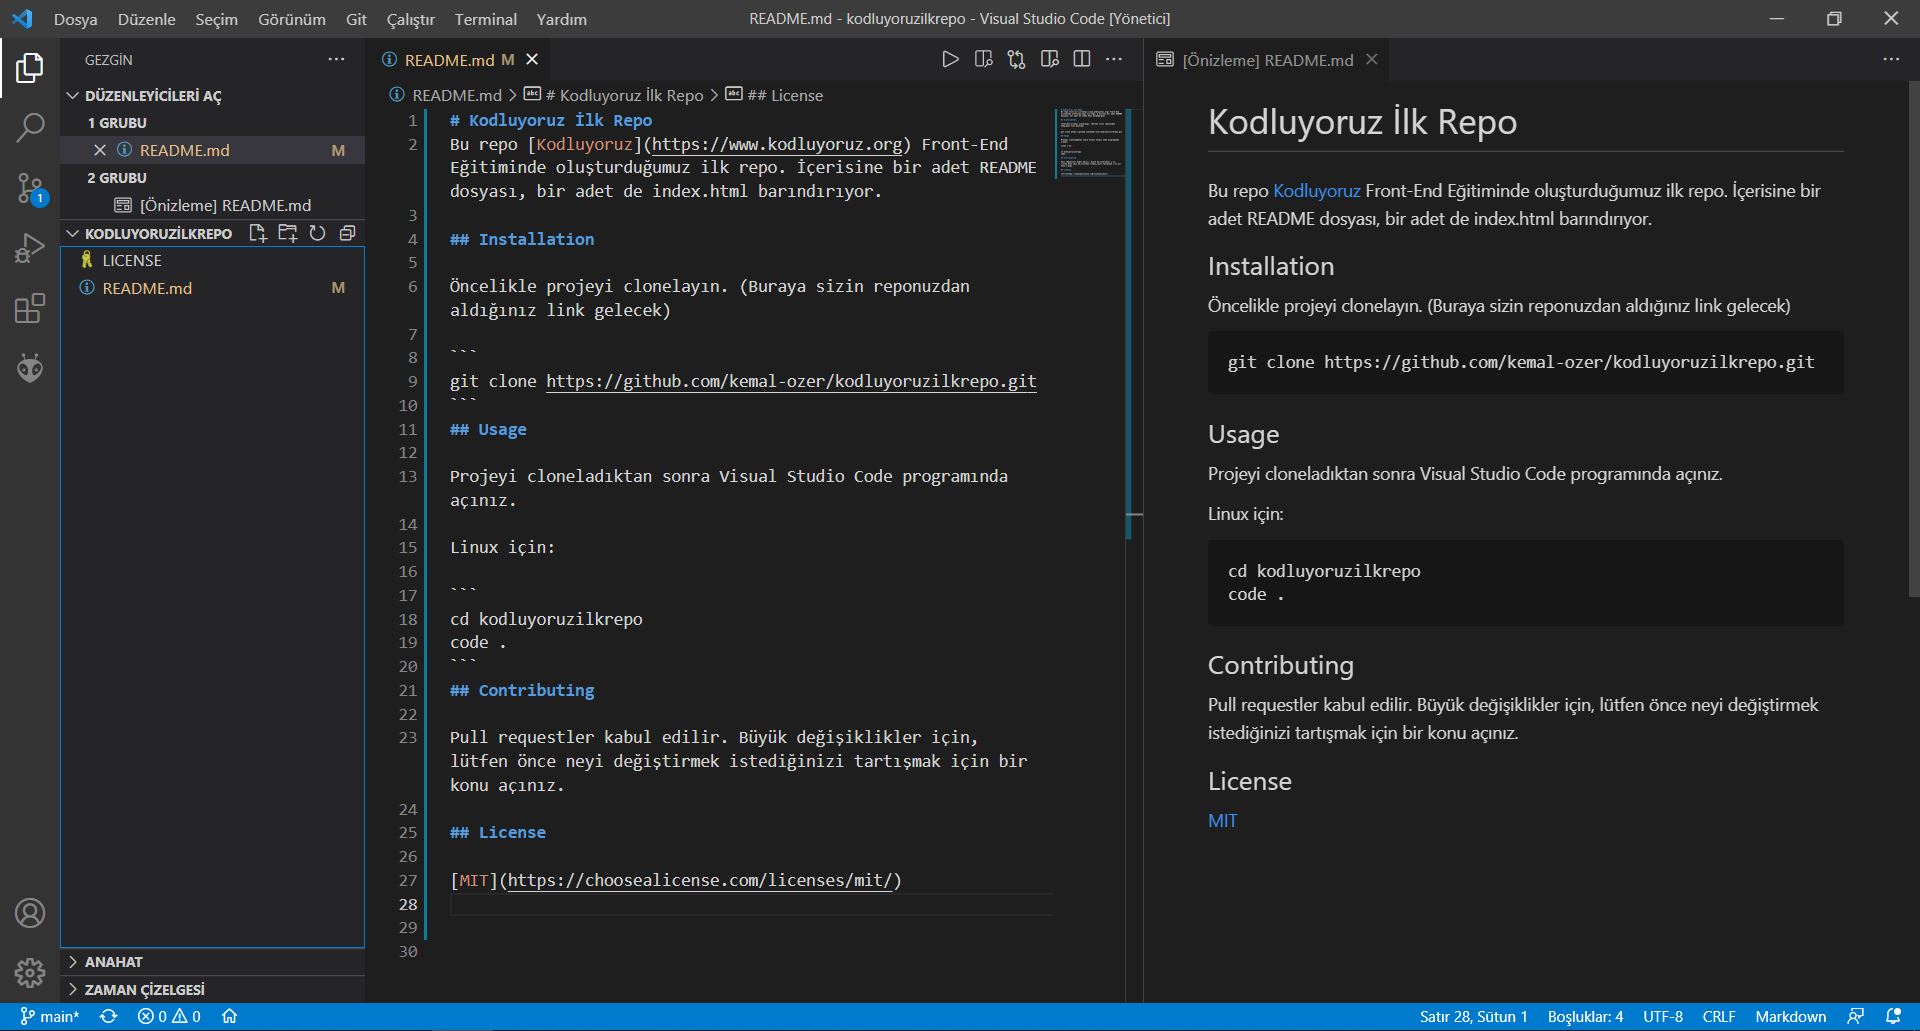 Dosya Düzenle Seçim Görünüm Git Çalıştır Terminal Yardım
README.md - kodluyoruzilkrepo - Visual Studio Code [Yönetici]
GEZGİN
DÜZENLEYİCİLERİ AÇ
1 GRUBU
README.md M
2 GRUBU
[Önizleme] README.md
KODLUYORUZİLKREPO
LICENSE
README.md M
ANAHAT
ZAMAN ÇİZELGESİ
1
README.md M
README.md > # Kodluyoruz İlk Repo > ## License
1 # Kodluyoruz İlk Repo
2 Bu repo [Kodluyoruz](https://www.kodluyoruz.org) Front-End
Eğitiminde oluşturduğumuz ilk repo. İçerisine bir adet README
dosyası, bir adet de index.html barındırıyor.
3
4 ## Installation
5
6 Öncelikle projeyi clonelayın. (Buraya sizin reponuzdan
aldığınız link gelecek)
7
8 ```
9 git clone https://github.com/kemal-ozer/kodluyoruzilkrepo.git
10 ```
11 ## Usage
12
13 Projeyi cloneladıktan sonra Visual Studio Code programında
açınız.
14
15 Linux için:
16
17 ```
18 cd kodluyoruzilkrepo
19 code .
20 ```
21 ## Contributing
22
23 Pull requestler kabul edilir. Büyük değişiklikler için,
lütfen önce neyi değiştirmek istediğinizi tartışmak için bir
konu açınız.
24
25 ## License
26
27 [MIT](https://choosealicense.com/licenses/mit/)
28
29
30
[Önizleme] README.md
Kodluyoruz İlk Repo
Bu repo Kodluyoruz Front-End Eğitiminde oluşturduğumuz ilk repo. İçerisine bir
adet README dosyası, bir adet de index.html barındırıyor.
Installation
Öncelikle projeyi clonelayın. (Buraya sizin reponuzdan aldığınız link gelecek)
git clone https://github.com/kemal-ozer/kodluyoruzilkrepo.git
Usage
Projeyi cloneladıktan sonra Visual Studio Code programında açınız.
Linux için:
cd kodluyoruzilkrepo
code .
Contributing
Pull requestler kabul edilir. Büyük değişiklikler için, lütfen önce neyi değiştirmek
istediğinizi tartışmak için bir konu açınız.
License
MIT
main* 0 0
Satır 28, Sütun 1 Boşluklar: 4 UTF-8 CRLF Markdown